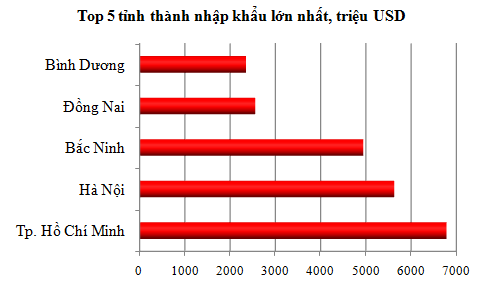 Top 5 tỉnh thành nhập khẩu lớn nhất, triệu USD
Bình Dương
Đồng Nai
Bắc Ninh
Hà Nội
Tp. Hồ Chí Minh
0 1000 2000 3000 4000 5000 6000 7000